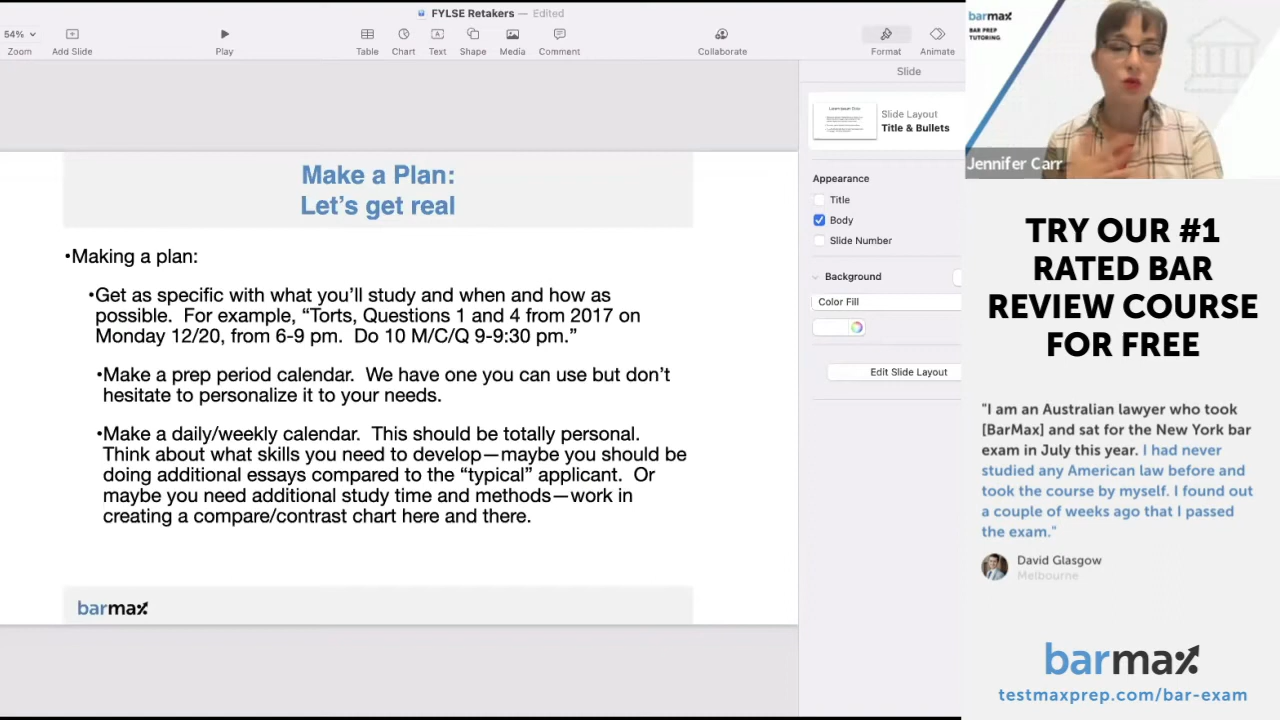 FYLSE Retakers — Edited
54%
Zoom
Add Slide
Play
Table
Chart
Text
Shape
Media
Comment
Collaborate
Format
Animate
Make a Plan:
Let's get real
•Making a plan:
•Get as specific with what you'll study and when and how as
possible. For example, “Torts, Questions 1 and 4 from 2017 on
Monday 12/20, from 6-9 pm. Do 10 M/C/Q 9-9:30 pm.”
•Make a prep period calendar. We have one you can use but don't
hesitate to personalize it to your needs.
•Make a daily/weekly calendar. This should be totally personal.
Think about what skills you need to develop—maybe you should be
doing additional essays compared to the “typical” applicant. Or
maybe you need additional study time and methods—work in
creating a compare/contrast chart here and there.
barmax
Slide
Slide Layout
Title & Bullets
Appearance
Title
Body
Slide Number
Background
Color Fill
Edit Slide Layout
barmax
BAR PREP
TUTORING
Jennifer Carr
TRY OUR #1
RATED BAR
REVIEW COURSE
FOR FREE
"I am an Australian lawyer who took
[BarMax] and sat for the New York bar
exam in July this year. I had never
studied any American law before and
took the course by myself. I found out
a couple of weeks ago that I passed
the exam."
David Glasgow
Melbourne
barmax
testmaxprep.com/bar-exam